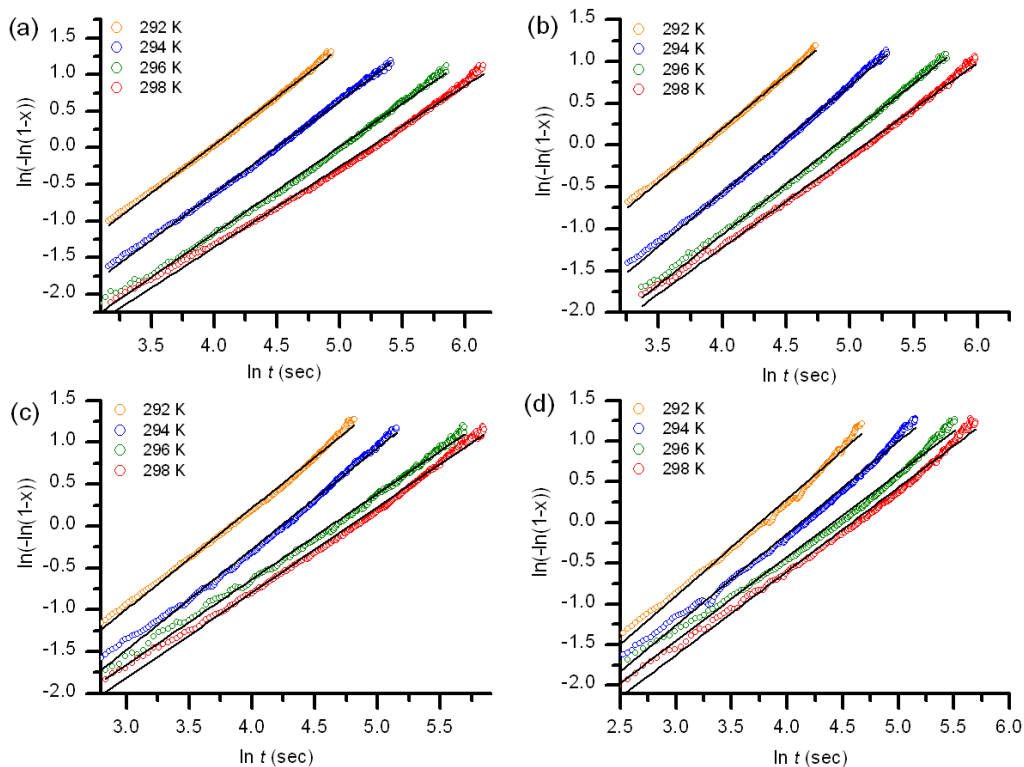 (a)
292 K
294 K
296 K
298 K
1.5
1.0
0.5
0.0
-0.5
-1.0
-1.5
-2.0
ln(-ln(1-x))
3.5 4.0 4.5 5.0 5.5 6.0
ln t (sec)
(b)
292 K
294 K
296 K
298 K
1.5
1.0
0.5
0.0
-0.5
-1.0
-1.5
-2.0
ln(-ln(1-x))
3.5 4.0 4.5 5.0 5.5 6.0
ln t (sec)
(c)
292 K
294 K
296 K
298 K
1.5
1.0
0.5
0.0
-0.5
-1.0
-1.5
-2.0
ln(-ln(1-x))
3.0 3.5 4.0 4.5 5.0 5.5
ln t (sec)
(d)
292 K
294 K
296 K
298 K
1.5
1.0
0.5
0.0
-0.5
-1.0
-1.5
-2.0
ln(-ln(1-x))
2.5 3.0 3.5 4.0 4.5 5.0 5.5 6.0
ln t (sec)